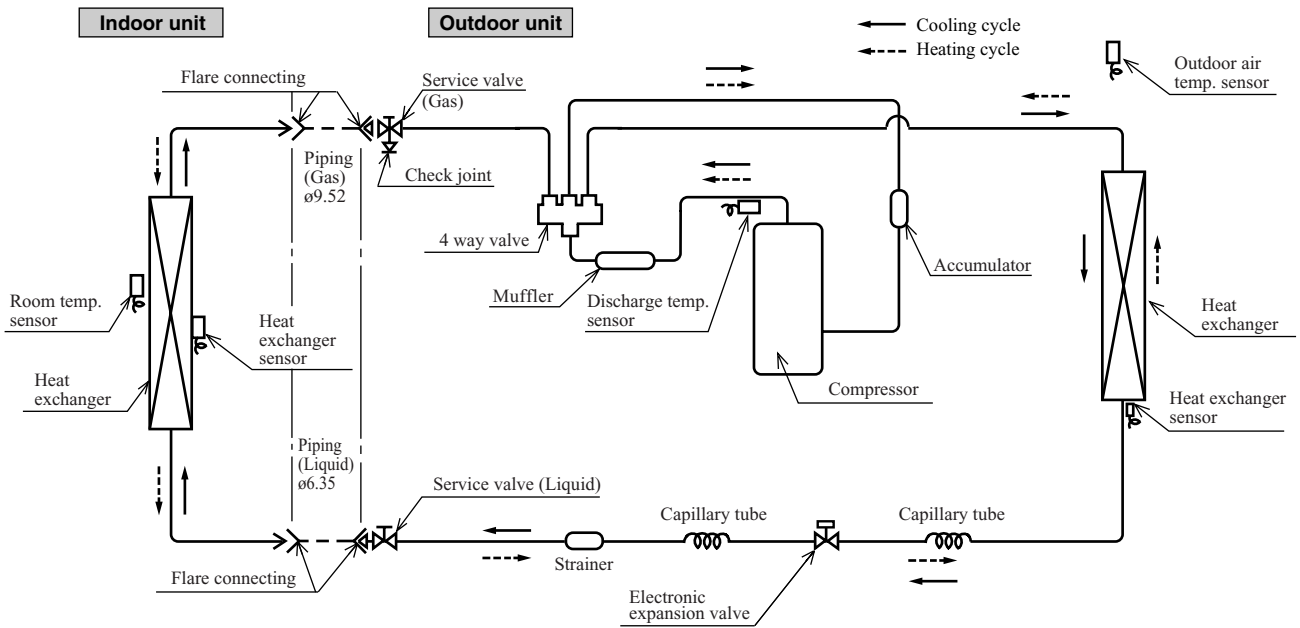 Indoor unit
Outdoor unit
Cooling cycle
Heating cycle
Flare connecting
Service valve
(Gas)
Outdoor air
temp. sensor
Piping
(Gas)
ø9.52
Check joint
4 way valve
Muffler
Discharge temp.
sensor
Accumulator
Room temp.
sensor
Heat
exchanger
sensor
Heat
exchanger
Heat
exchanger
Compressor
Heat exchanger
sensor
Piping
(Liquid)
ø6.35
Service valve (Liquid)
Capillary tube
Capillary tube
Strainer
Flare connecting
Electronic
expansion valve